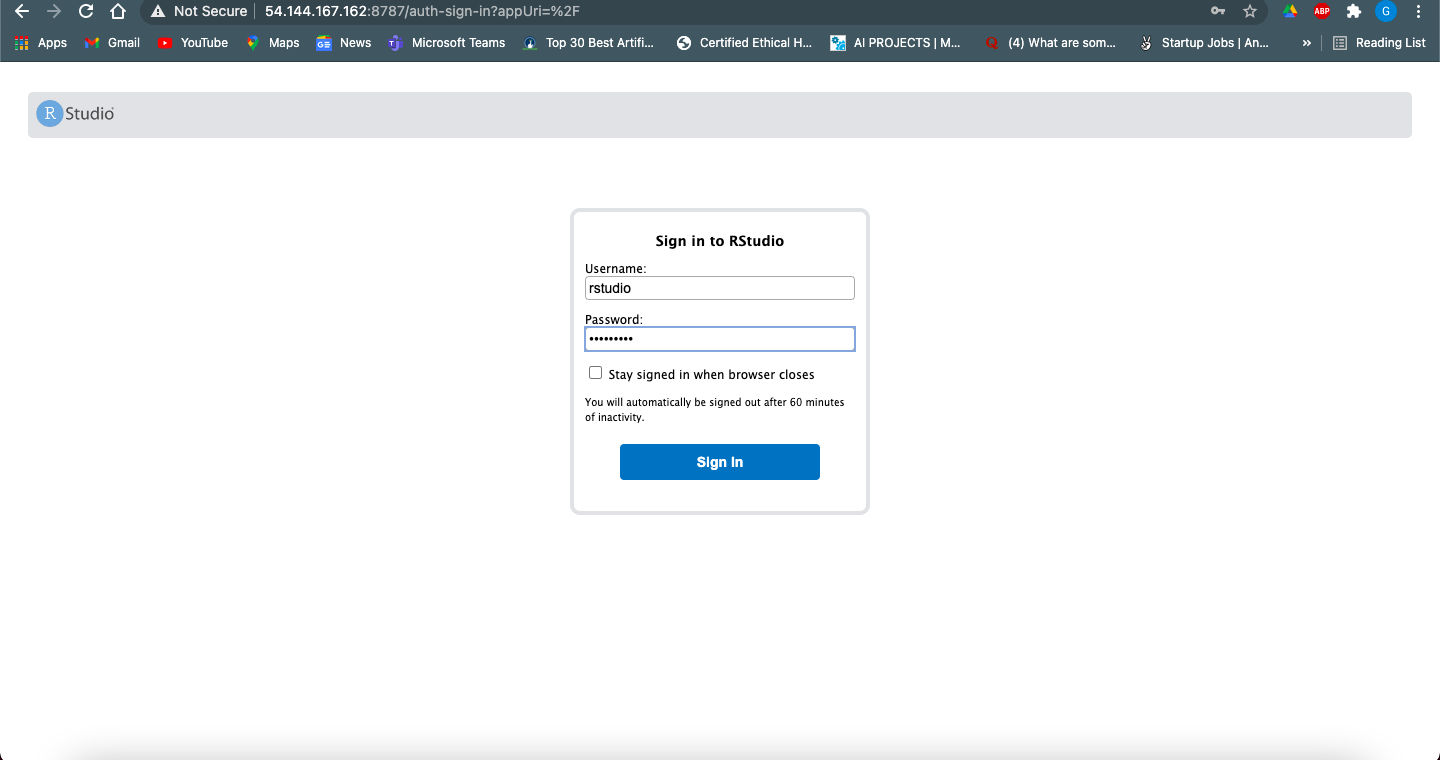 Not Secure 54.144.167.162:8787/auth-sign-in?appUri=%2F ABP G
Apps Gmail YouTube Maps News Microsoft Teams Top 30 Best Artifi... Certified Ethical H... AI PROJECTS | M... (4) What are som... Startup Jobs | An... » Reading List
R Studio
Sign in to RStudio
Username:
rstudio
Password:
•••••••••
Stay signed in when browser closes
You will automatically be signed out after 60 minutes
of inactivity.
Sign In